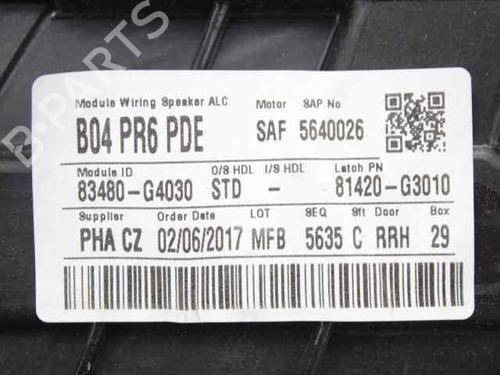 B-PARTS
Module Wiring Speaker ALC Motor SAP No
B04 PR6 PDE SAF 5640026
Module ID O/S HDL I/S HDL Latch PN
83480-G4030 STD - 81420-G3010
Supplier Order Date LOT SEQ Sft Door Box
PHA CZ 02/06/2017 MFB 5635 C RRH 29